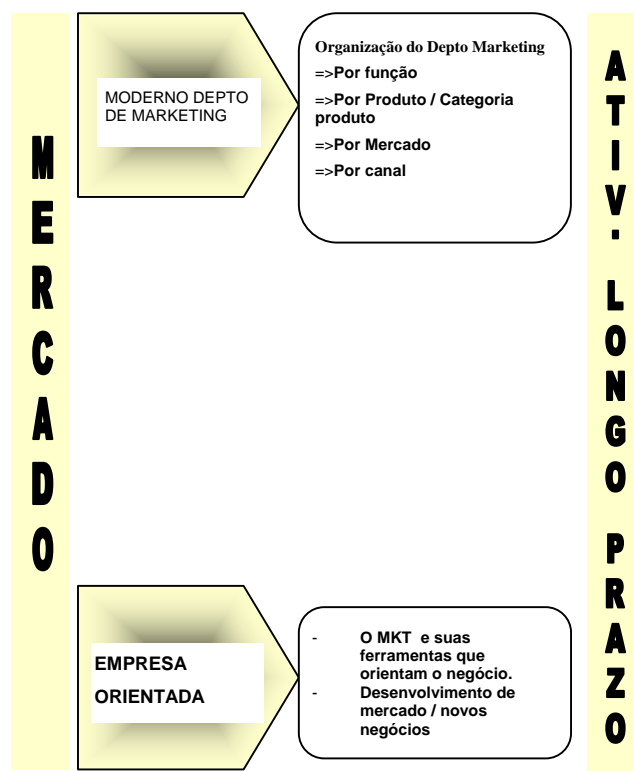 MERCADO
MODERNO DEPTO
DE MARKETING
Organização do Depto Marketing
=>Por função
=>Por Produto / Categoria
produto
=>Por Mercado
=>Por canal
EMPRESA
ORIENTADA
- O MKT e suas
ferramentas que
orientam o negócio.
- Desenvolvimento de
mercado / novos
negócios
ATIV. LONGO PRAZO